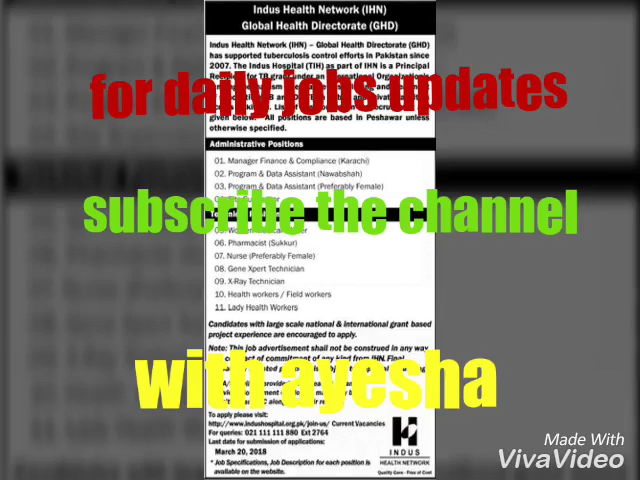 Indus Health Network (IHN)
Global Health Directorate (GHD)
Indus Health Network (IHN) – Global Health Directorate (GHD)
has supported tuberculosis control efforts in Pakistan since
2007. The Indus Hospital (TIH) as part of IHN is a Principal
for daily jobs updates
given below. All positions are based in Peshawar unless
otherwise specified.
Administrative Positions
01. Manager Finance & Compliance (Karachi)
02. Program & Data Assistant (Nawabshah)
03. Program & Data Assistant (Preferably Female)
subscribe the channel
06. Pharmacist (Sukkur)
07. Nurse (Preferably Female)
08. Gene Xpert Technician
09. X-Ray Technician
10. Health workers / Field workers
11. Lady Health Workers
Candidates with large scale national & international grant based
project experience are encouraged to apply.
Note: This job advertisement shall not be construed in any way
of commitment of any kind from IHN. Final
with ayesha
To apply please visit:
http://www.indushospital.org.pk/join-us/ Current Vacancies
For queries: 021 111 111 880 Ext 2764
Last date for submission of applications:
March 20, 2018
* Job Specifications, Job Description for each position is
available on the website.
INDUS
HEALTH NETWORK
Quality Care - Free of Cost
Made With
VivaVideo